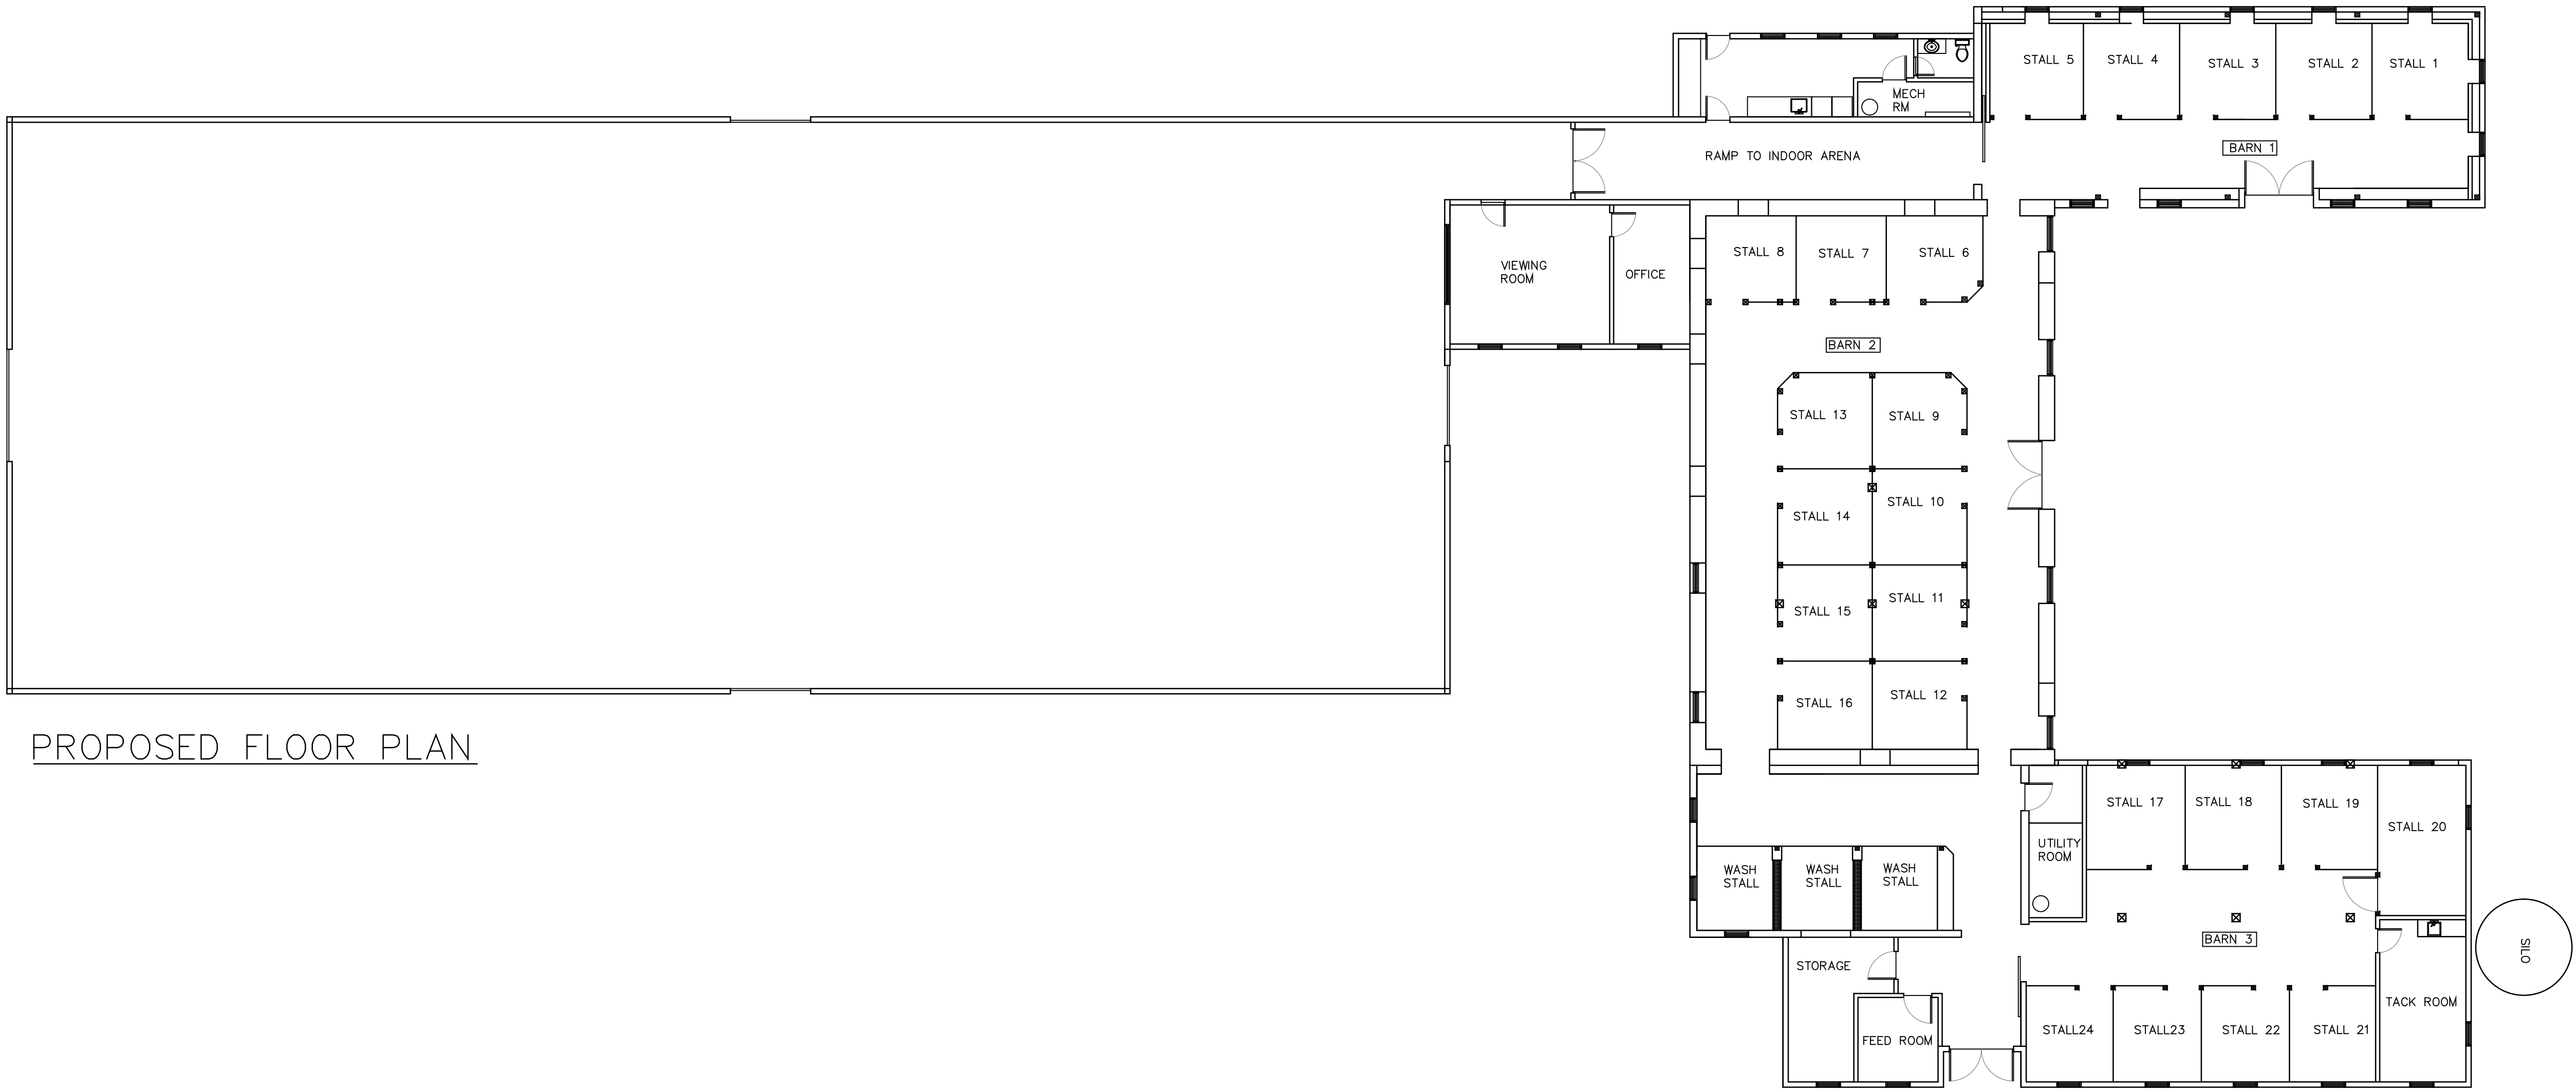 STALL 5
STALL 4
STALL 3
STALL 2
STALL 1
MECH
RM
BARN 1
RAMP TO INDOOR ARENA
STALL 8
STALL 7
STALL 6
VIEWING
ROOM
OFFICE
BARN 2
STALL 13
STALL 9
STALL 14
STALL 10
STALL 15
STALL 11
STALL 16
STALL 12
PROPOSED FLOOR PLAN
STALL 17
STALL 18
STALL 19
STALL 20
UTILITY
ROOM
WASH
STALL
WASH
STALL
WASH
STALL
BARN 3
SILO
STORAGE
TACK ROOM
FEED ROOM
STALL24
STALL23
STALL 22
STALL 21